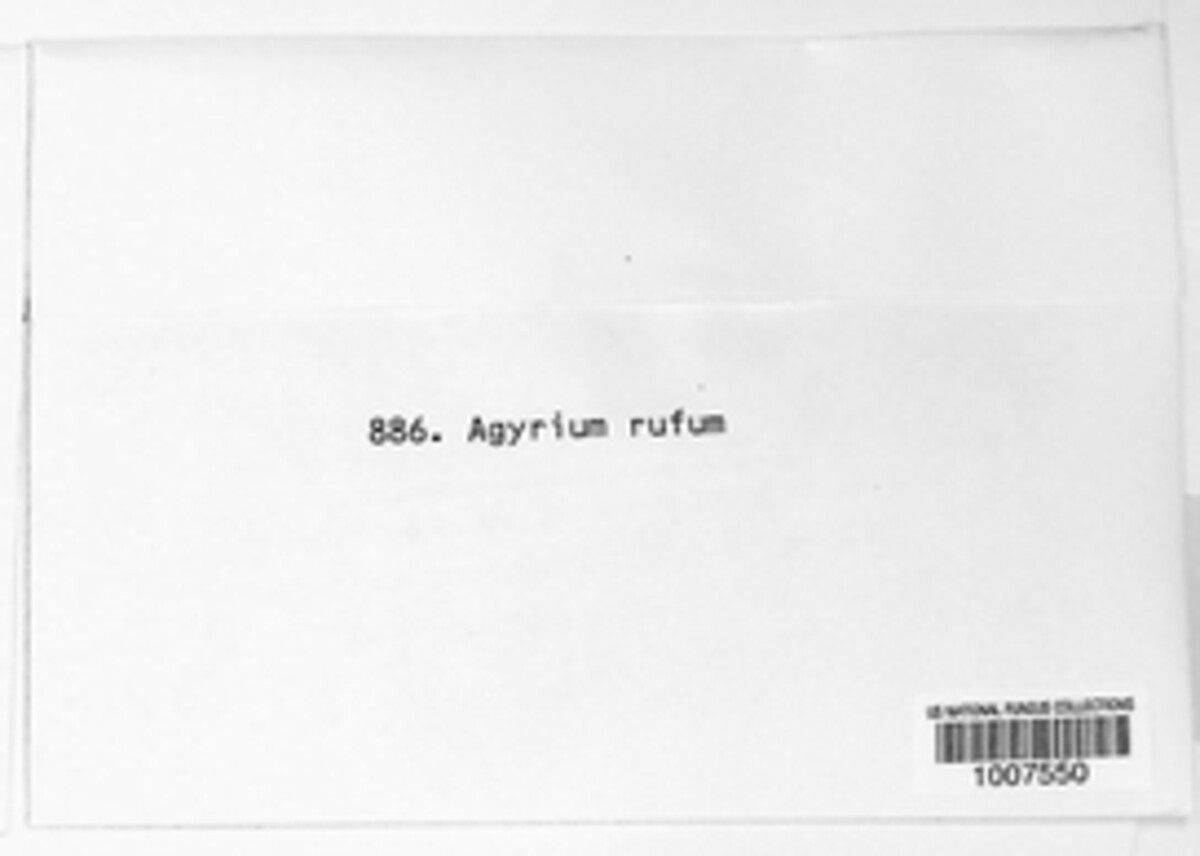 886. Agyrium rufum
US NATIONAL FUNGUS COLLECTIONS
1007550